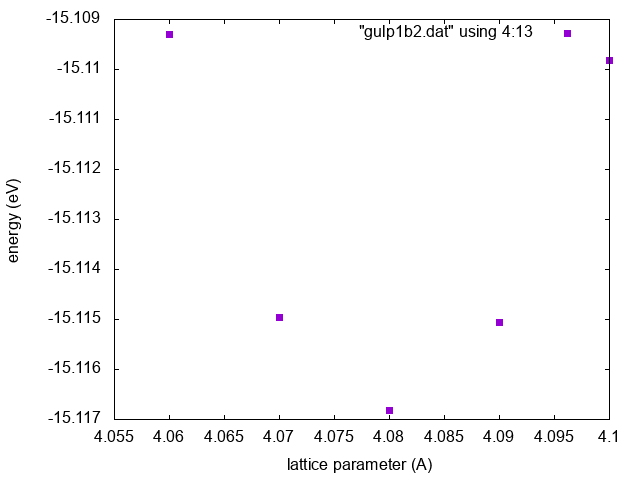 -15.109
"gulp1b2.dat" using 4:13
-15.11
-15.111
-15.112
-15.113
-15.114
-15.115
-15.116
-15.117
energy (eV)
4.055 4.06 4.065 4.07 4.075 4.08 4.085 4.09 4.095 4.1
lattice parameter (A)